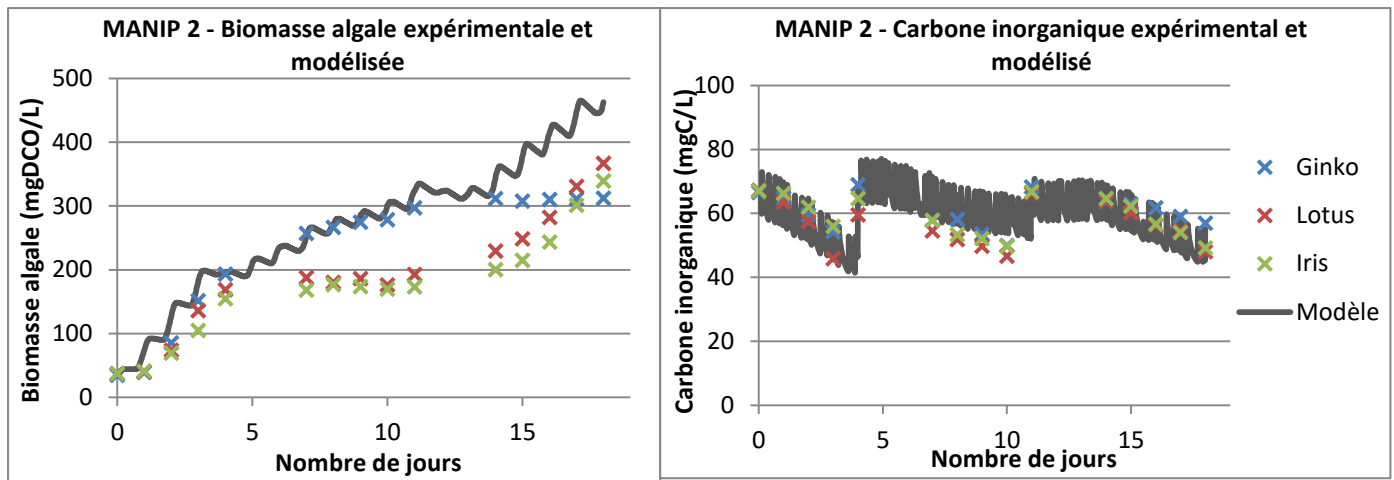 MANIP 2 - Biomasse algale expérimentale et
modélisée
Biomasse algale (mgDCO/L)
500
400
300
200
100
0
0 5 10 15
Nombre de jours
MANIP 2 - Carbone inorganique expérimental et
modélisé
Carbone inorganique (mgC/L)
100
80
60
40
20
0
0 5 10 15
Nombre de jours
Ginko
Lotus
Iris
Modèle